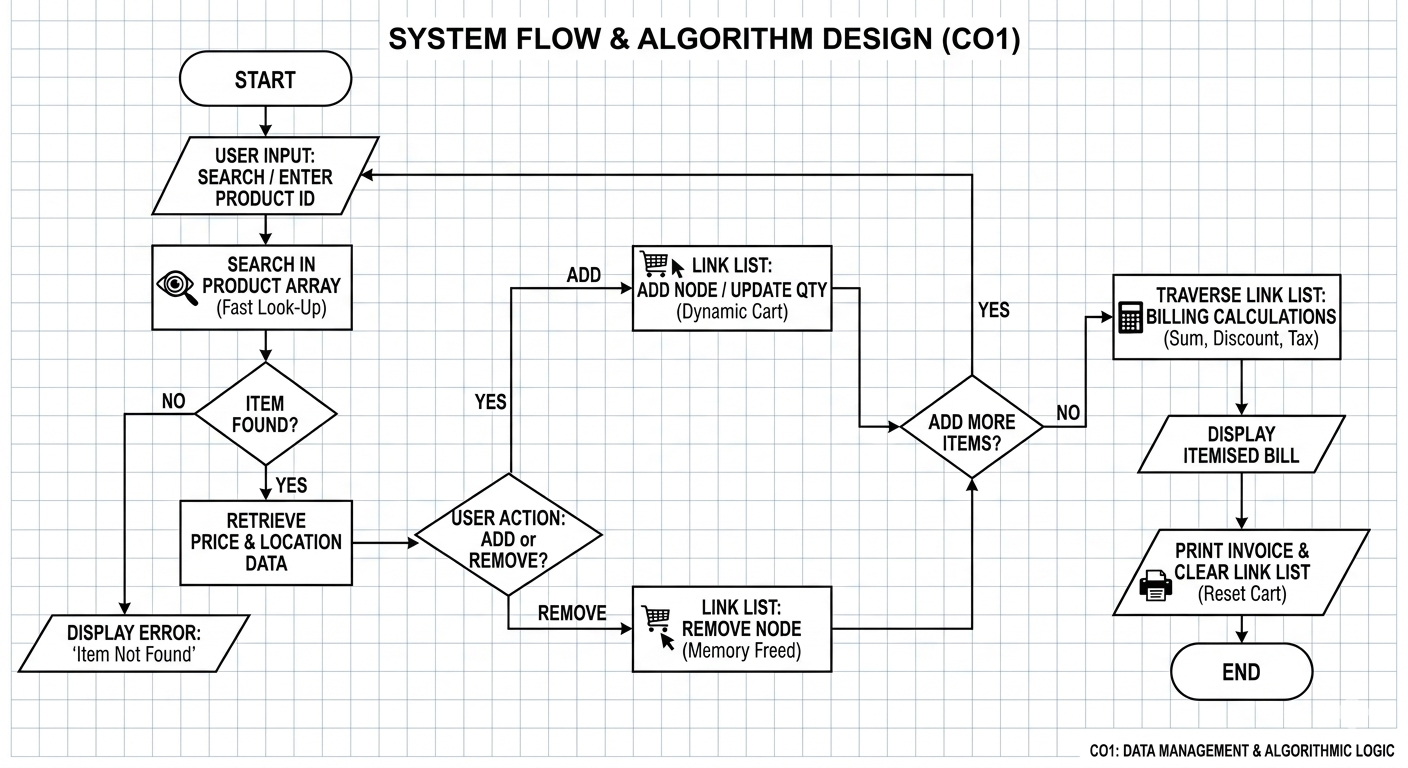 SYSTEM FLOW & ALGORITHM DESIGN (CO1)
START
USER INPUT:
SEARCH / ENTER
PRODUCT ID
SEARCH IN
PRODUCT ARRAY
(Fast Look-Up)
ITEM
FOUND?
NO
YES
DISPLAY ERROR:
‘Item Not Found’
RETRIEVE
PRICE & LOCATION
DATA
USER ACTION:
ADD or
REMOVE?
YES
ADD
LINK LIST:
ADD NODE / UPDATE QTY
(Dynamic Cart)
REMOVE
LINK LIST:
REMOVE NODE
(Memory Freed)
ADD MORE
ITEMS?
YES
NO
TRAVERSE LINK LIST:
BILLING CALCULATIONS
(Sum, Discount, Tax)
DISPLAY
ITEMISED BILL
PRINT INVOICE &
CLEAR LINK LIST
(Reset Cart)
END
CO1: DATA MANAGEMENT & ALGORITHMIC LOGIC